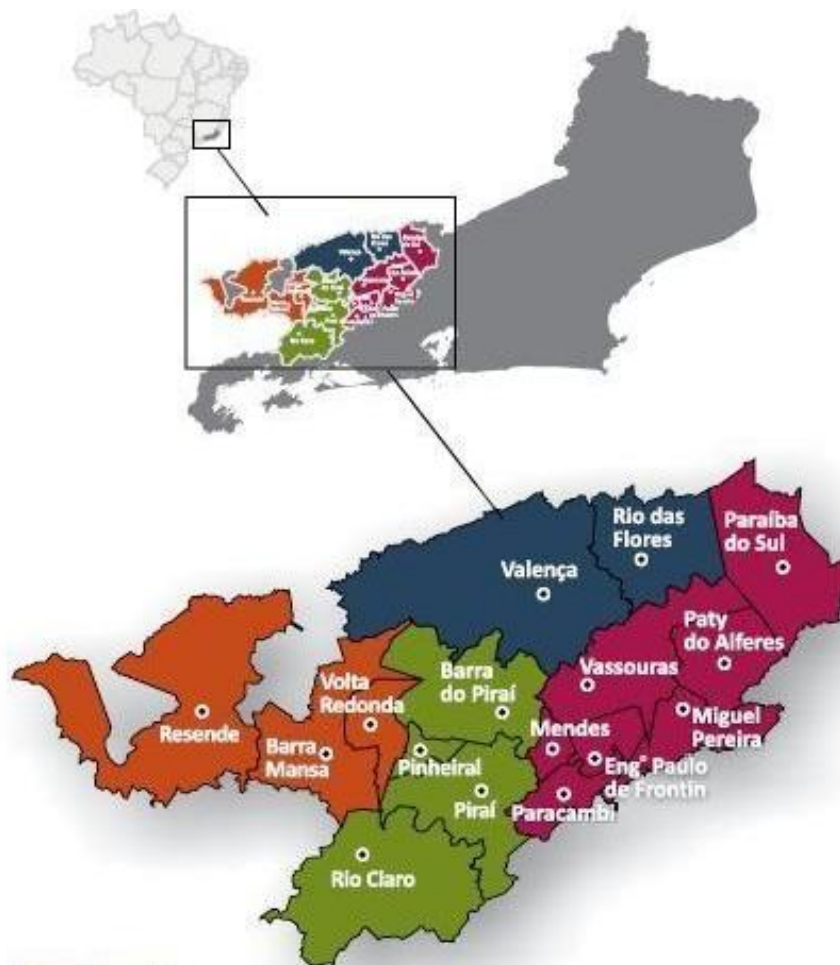 Rio das
Flores
Paraíba
do Sul
Valença
Paty
do Alferes
Vassouras
Barra
do Piraí
Volta
Redonda
Resende
Barra
Mansa
Mendes
Miguel
Pereira
Pinheiral
Engº Paulo
de Frontin
Piraí
Paracambi
Rio Claro